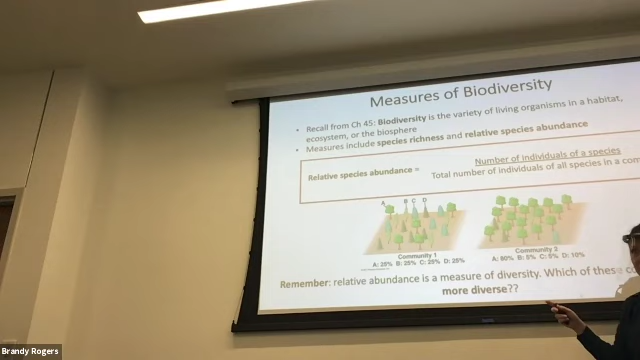 Measures of Biodiversity
• Recall from Ch 45: Biodiversity is the variety of living organisms in a habitat,
ecosystem, or the biosphere
• Measures include species richness and relative species abundance
Relative species abundance =
Number of individuals of a species
Total number of individuals of all species in a com
A B C D
Community 1
A: 25% B: 25% C: 25% D: 25%
Community 2
A: 80% B: 5% C: 5% D: 10%
Remember: relative abundance is a measure of diversity. Which of these co
more diverse??
Brandy Rogers